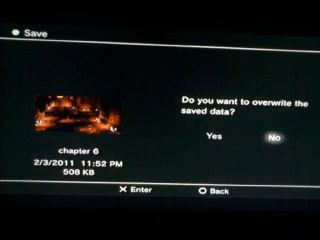 Save
Do you want to overwrite the
saved data?
Yes
No
chapter 6
2/3/2011 11:52 PM
508 KB
Enter
Back